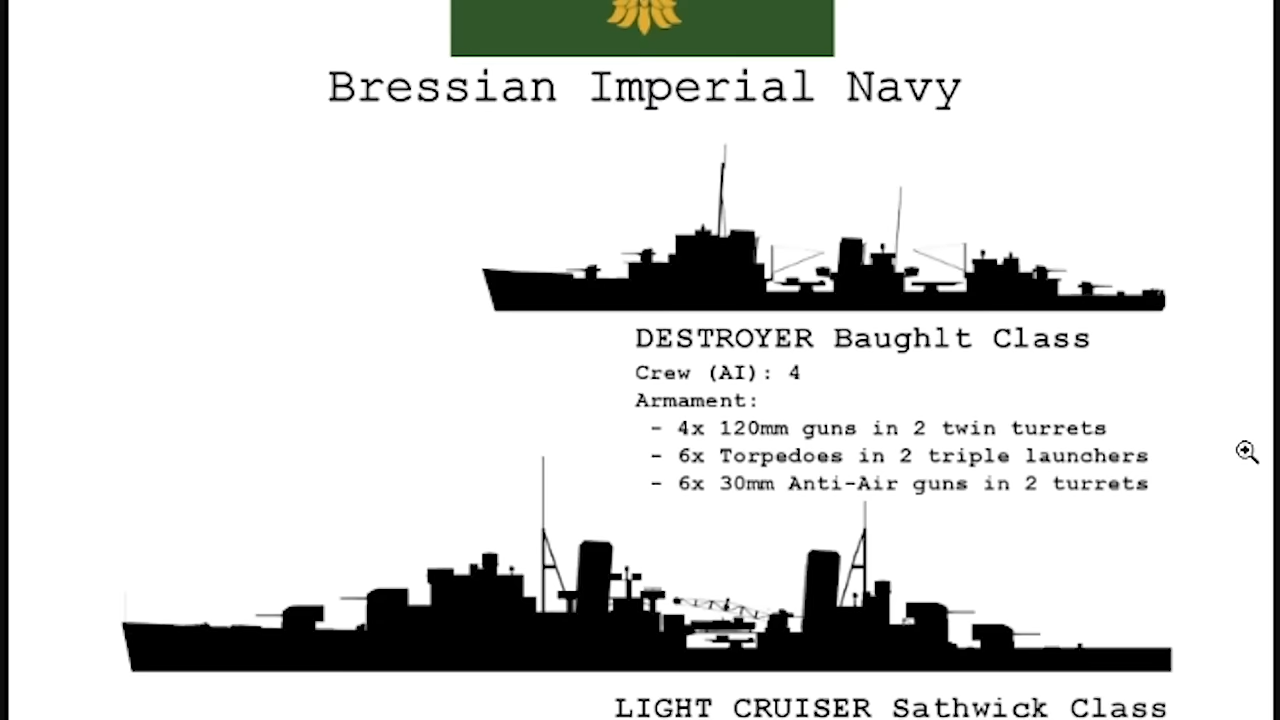 Bressian Imperial Navy
DESTROYER Baughlt Class
Crew (AI): 4
Armament:
- 4x 120mm guns in 2 twin turrets
- 6x Torpedoes in 2 triple launchers
- 6x 30mm Anti-Air guns in 2 turrets
LIGHT CRUISER Sathwick Class